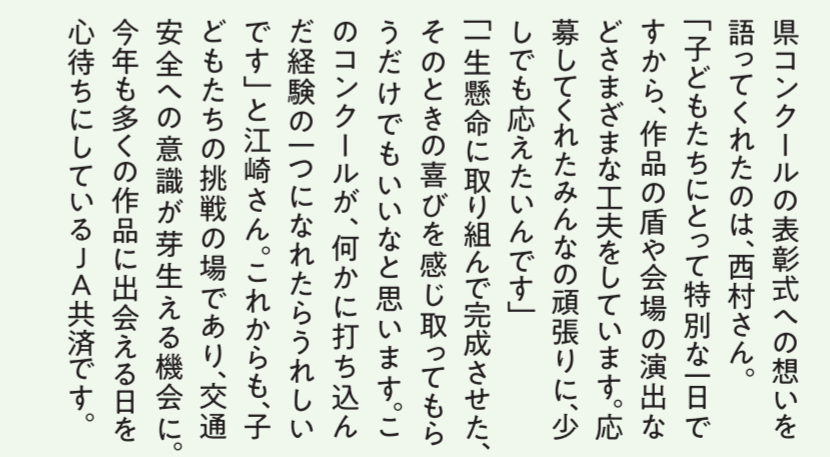 県コンクールの表彰式への想いを
語ってくれたのは、西村さん。
「子どもたちにとって特別な一日で
すから、作品の盾や会場の演出な
どさまざまな工夫をしています。応
募してくれたみんなの頑張りに、少
しでも応えたいんです」
「一生懸命に取り組んで完成させた、
そのときの喜びを感じ取ってもら
うだけでもいいなと思います。こ
のコンクールが、何かに打ち込ん
だ経験の一つになれたらうれしい
です」と江崎さん。これからも、子
どもたちの挑戦の場であり、交通
安全への意識が芽生える機会に。
今年も多くの作品に出会える日を
心待ちにしているＪＡ共済です。